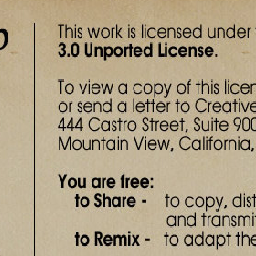 This work is licensed under
3.0 Unported License.
To view a copy of this licen
or send a letter to Creative
444 Castro Street, Suite 900
Mountain View, California,
You are free:
to Share - to copy, dist
and transmit
to Remix - to adapt the